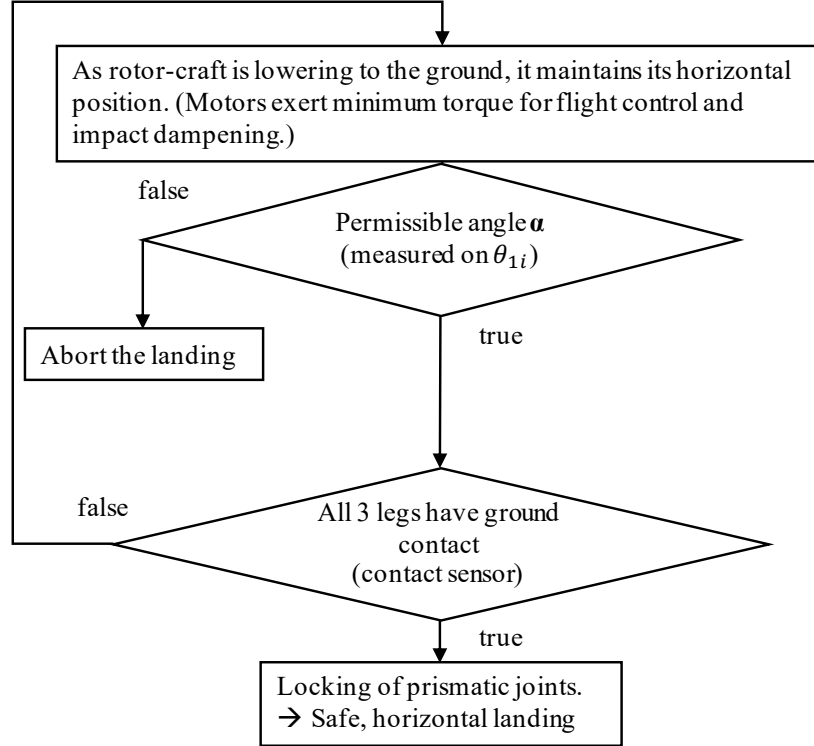 As rotor-craft is lowering to the ground, it maintains its horizontal
position. (Motors exert minimum torque for flight control and
impact dampening.)
false
Permissible angle α
(measured on θ₁ᵢ)
true
Abort the landing
false
All 3 legs have ground
contact
(contact sensor)
true
Locking of prismatic joints.
→ Safe, horizontal landing